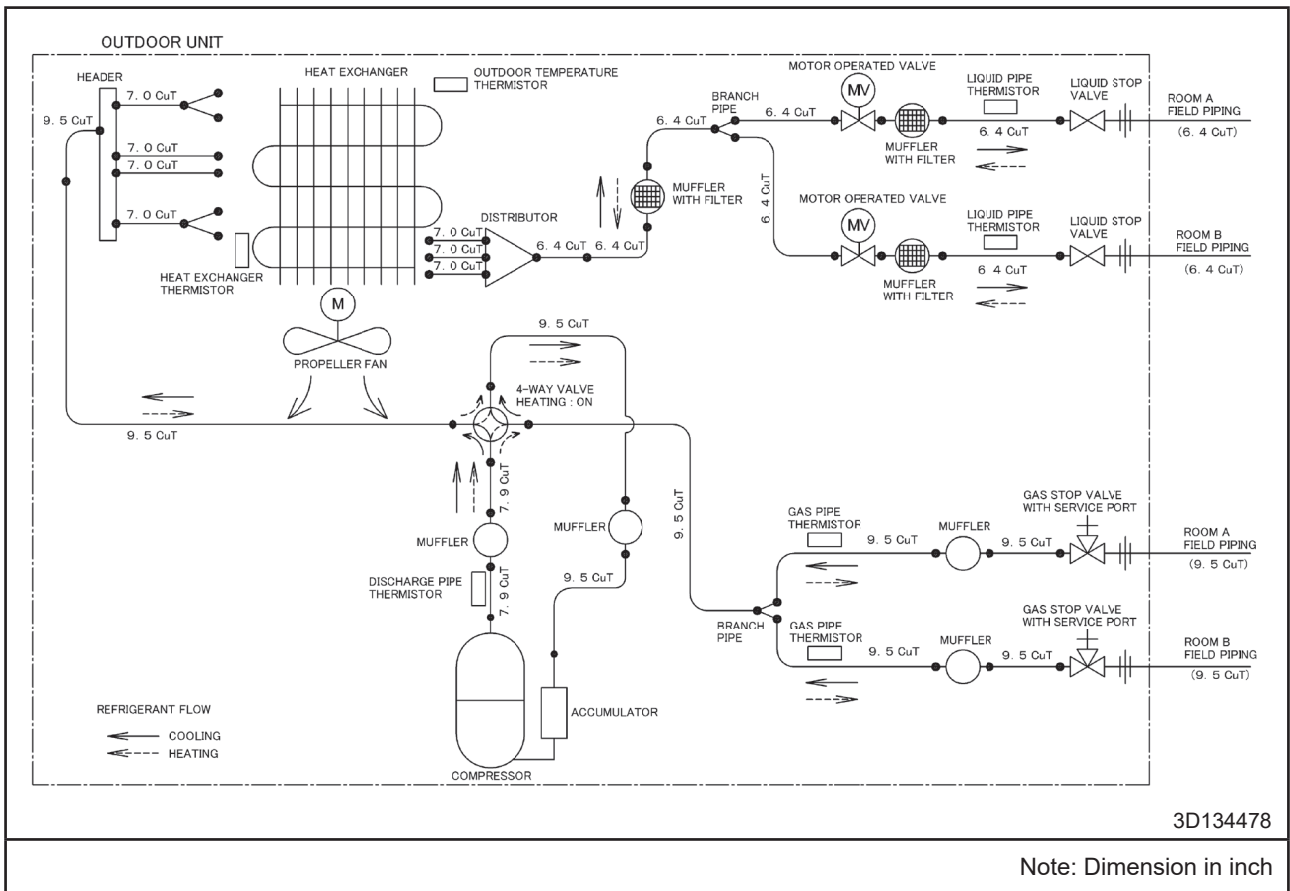 OUTDOOR UNIT
HEADER
7. 0 CuT
9. 5 CuT
7. 0 CuT
7. 0 CuT
7. 0 CuT
HEAT EXCHANGER
OUTDOOR TEMPERATURE
THERMISTOR
HEAT EXCHANGER
THERMISTOR
M
PROPELLER FAN
DISTRIBUTOR
7. 0 CuT
7. 0 CuT
7. 0 CuT
6. 4 CuT
6. 4 CuT
MUFFLER
WITH FILTER
6. 4 CuT
BRANCH
PIPE
6. 4 CuT
6 4 CuT
MOTOR OPERATED VALVE
MV
MUFFLER
WITH FILTER
LIQUID PIPE
THERMISTOR
6. 4 CuT
LIQUID STOP
VALVE
ROOM A
FIELD PIPING
(6. 4 CuT)
MOTOR OPERATED VALVE
MV
MUFFLER
WITH FILTER
LIQUID PIPE
THERMISTOR
6 4 CuT
LIQUID STOP
VALVE
ROOM B
FIELD PIPING
(6. 4 CuT)
9. 5 CuT
9. 5 CuT
4-WAY VALVE
HEATING : ON
7. 9 CuT
MUFFLER
DISCHARGE PIPE
THERMISTOR
7. 9 CuT
MUFFLER
9. 5 CuT
ACCUMULATOR
COMPRESSOR
9. 5 CuT
BRANCH
PIPE
GAS PIPE
THERMISTOR
9. 5 CuT
MUFFLER
9. 5 CuT
GAS STOP VALVE
WITH SERVICE PORT
ROOM A
FIELD PIPING
(9. 5 CuT)
GAS PIPE
THERMISTOR
9. 5 CuT
MUFFLER
9. 5 CuT
GAS STOP VALVE
WITH SERVICE PORT
ROOM B
FIELD PIPING
(9. 5 CuT)
REFRIGERANT FLOW
COOLING
HEATING
3D134478
Note: Dimension in inch